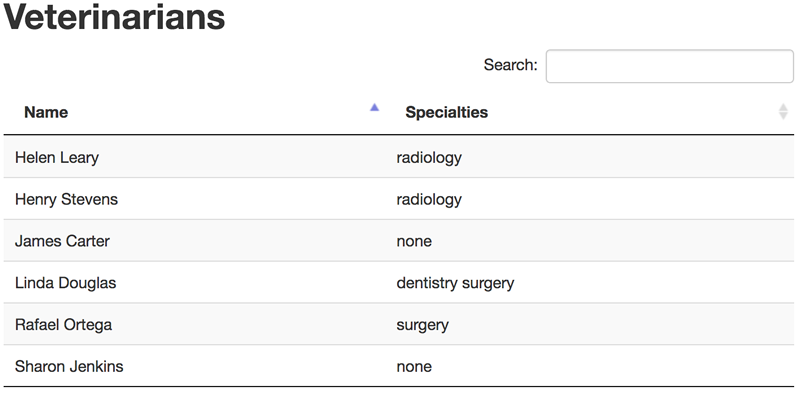 Veterinarians
Search:
Name Specialties
Helen Leary radiology
Henry Stevens radiology
James Carter none
Linda Douglas dentistry surgery
Rafael Ortega surgery
Sharon Jenkins none